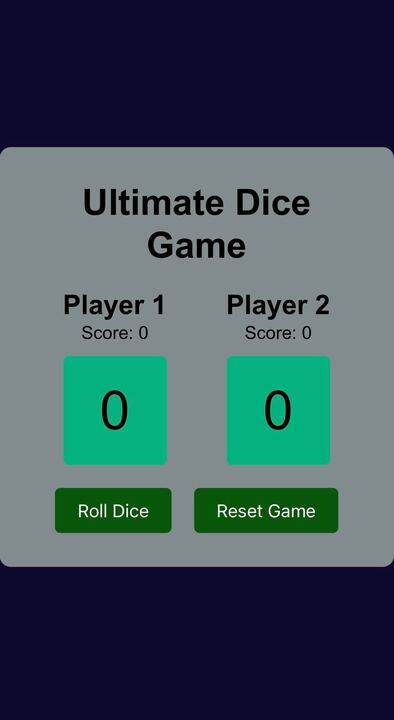 Ultimate Dice
Game
Player 1
Player 2
Score: 0
Score: 0
0
0
Roll Dice
Reset Game